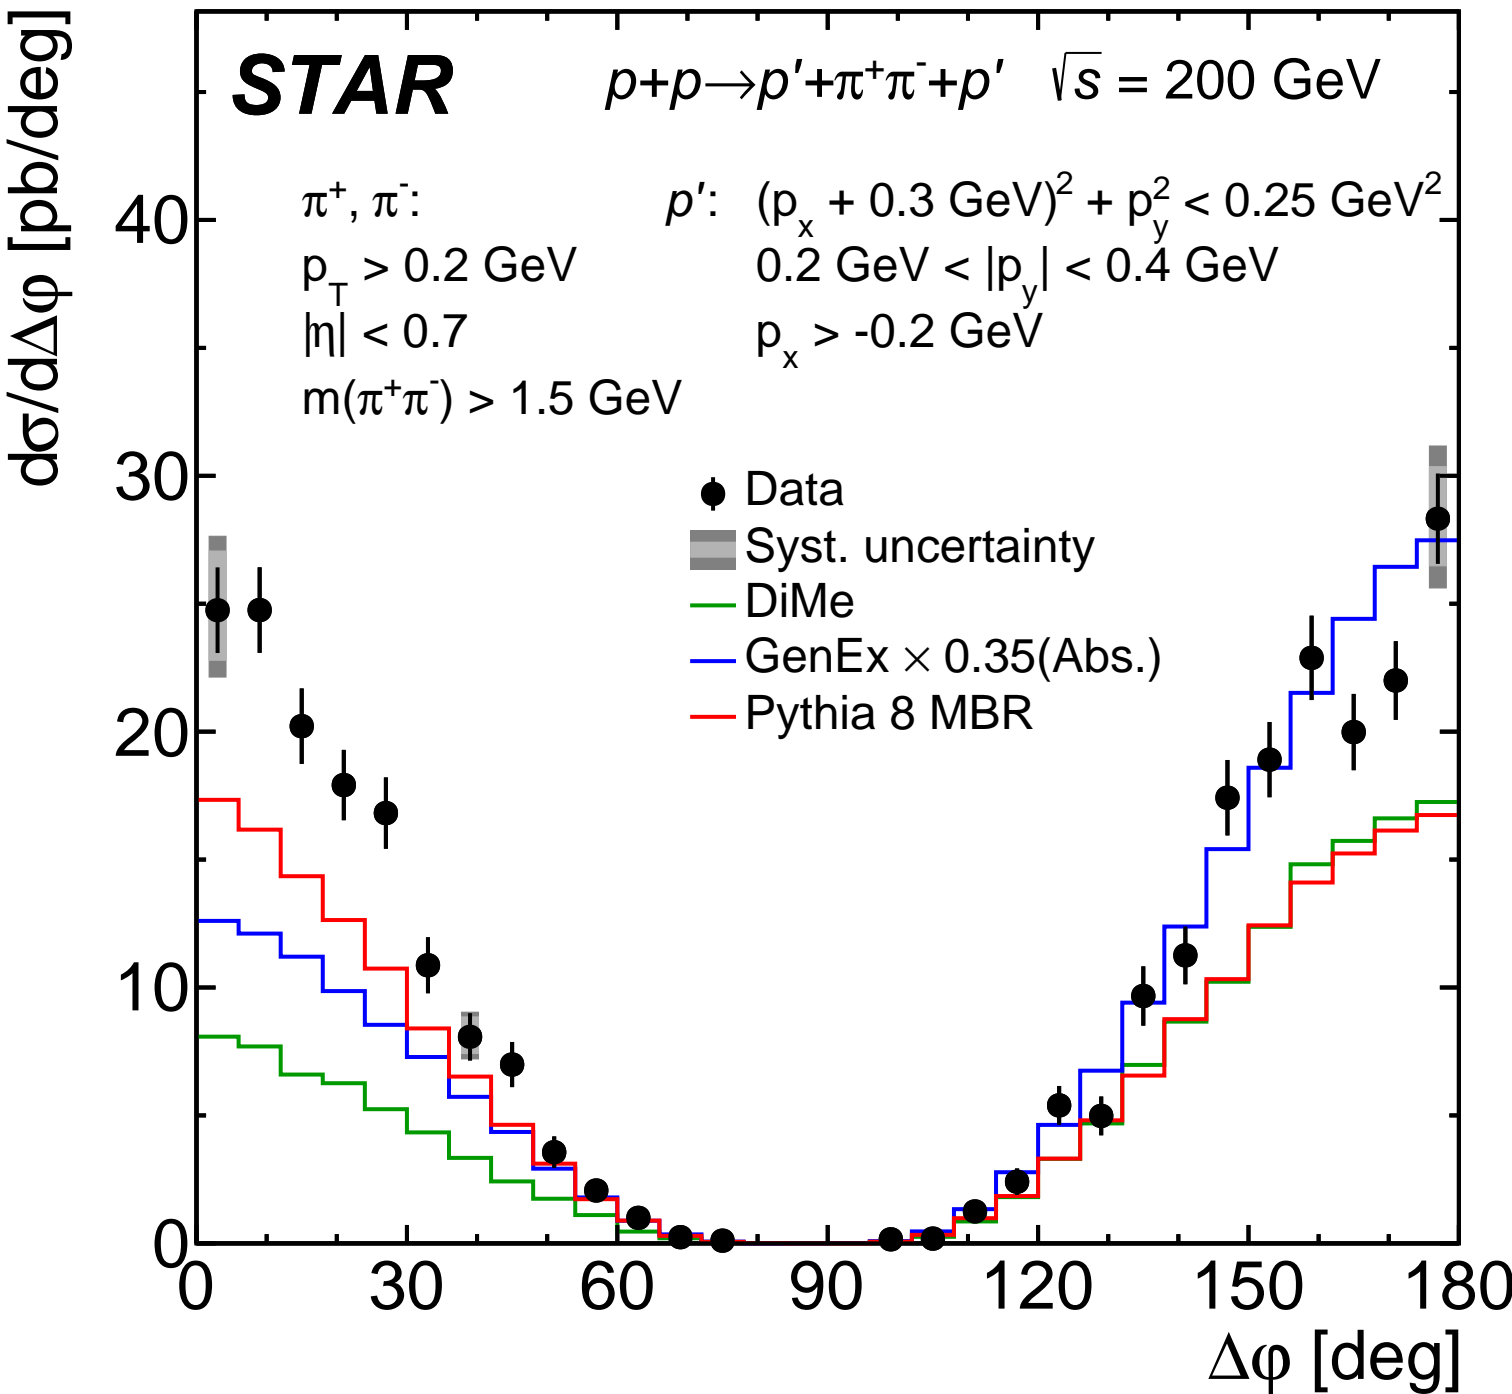 dσ/dΔφ [pb/deg]
STAR p+p→p′+π⁺π⁻+p′ √s = 200 GeV
π⁺, π⁻: p′: (pₓ + 0.3 GeV)² + p_y² < 0.25 GeV²
p_T > 0.2 GeV 0.2 GeV < |p_y| < 0.4 GeV
|η| < 0.7 pₓ > -0.2 GeV
m(π⁺π⁻) > 1.5 GeV
Data
Syst. uncertainty
DiMe
GenEx × 0.35(Abs.)
Pythia 8 MBR
40
30
20
10
0
0 30 60 90 120 150 180
Δφ [deg]